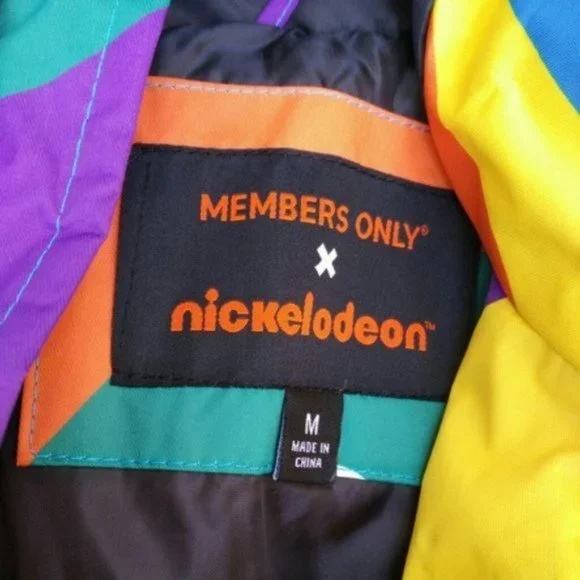 MEMBERS ONLY®
X
nickelodeon™
M
MADE IN
CHINA